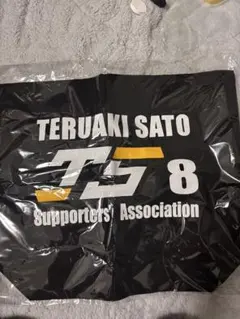 TERUAKI SATO
TS 8
Supporters' Association